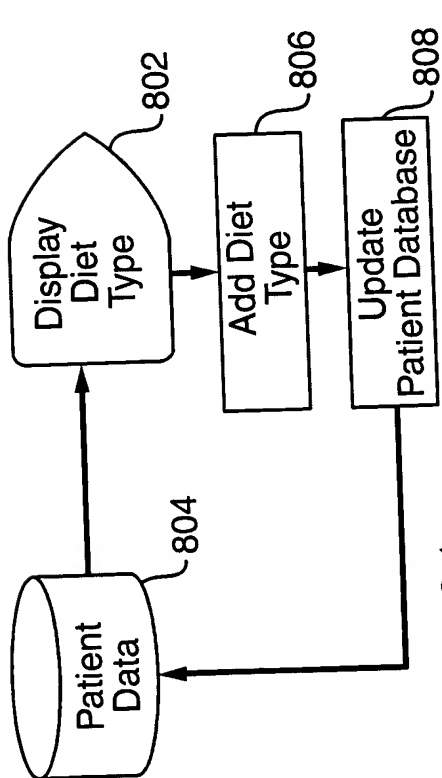 Patient
Data
804
Display
Diet
Type
802
Add Diet
Type
806
Update
Patient Database
808